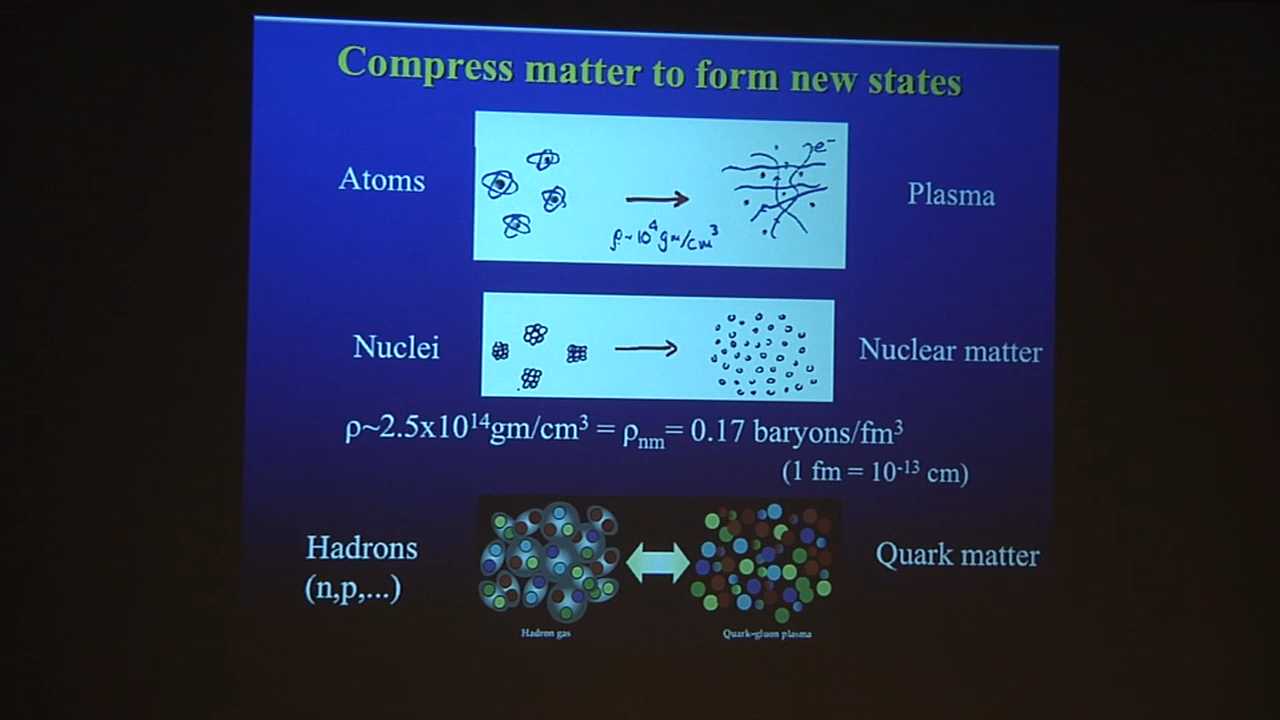 Compress matter to form new states
Atoms
e⁻
ρ~10⁴gm/cm³
Plasma
Nuclei
Nuclear matter
ρ~2.5x10¹⁴gm/cm³ = ρₙₘ= 0.17 baryons/fm³
(1 fm = 10⁻¹³ cm)
Hadrons
(n,p,...)
Quark matter
Hadron gas
Quark-gluon plasma